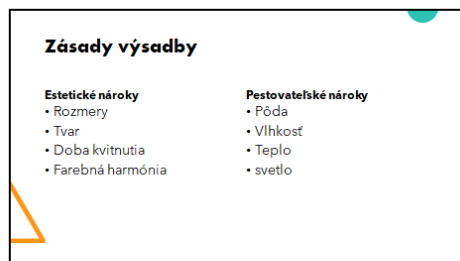 Zásady výsadby
Estetické nároky
• Rozmery
• Tvar
• Doba kvitnutia
• Farebná harmónia
Pestovateľské nároky
• Pôda
• Vlhkosť
• Teplo
• svetlo